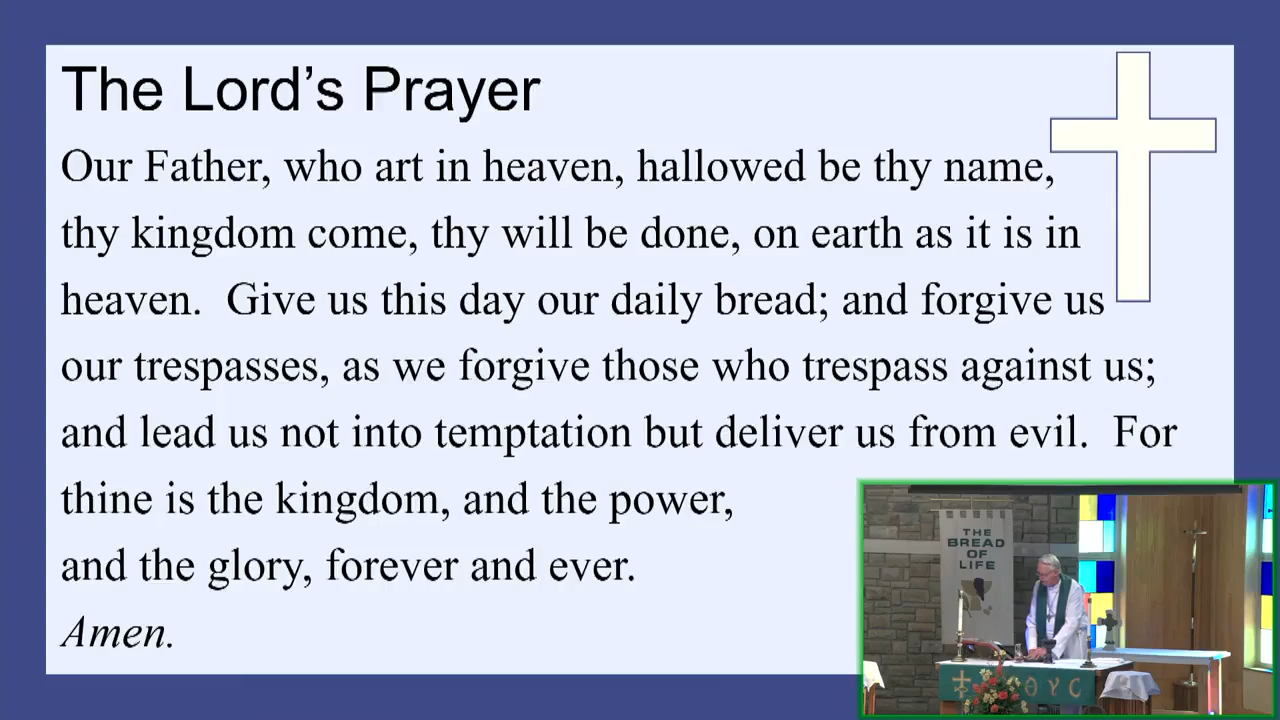 The Lord’s Prayer
Our Father, who art in heaven, hallowed be thy name,
thy kingdom come, thy will be done, on earth as it is in
heaven.  Give us this day our daily bread; and forgive us
our trespasses, as we forgive those who trespass against us;
and lead us not into temptation but deliver us from evil.  For
thine is the kingdom, and the power,
and the glory, forever and ever.
Amen.
THE
BREAD
OF
LIFE
ΘΥС